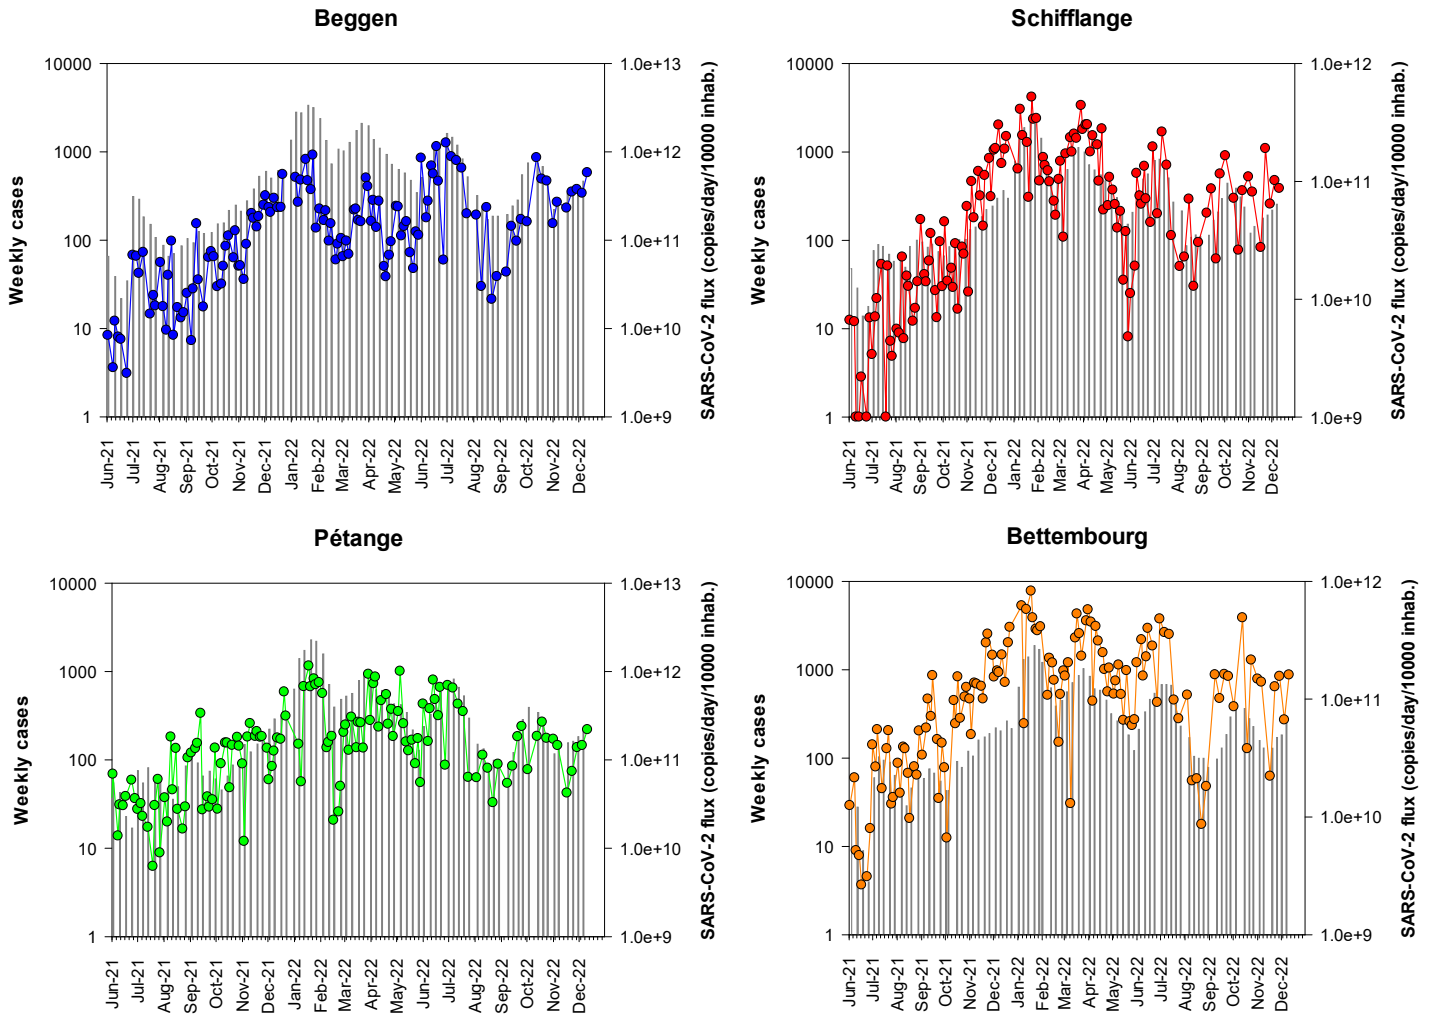 Beggen
Weekly cases
10000
1000
100
10
1
1.0e+13
1.0e+12
1.0e+11
1.0e+10
1.0e+9
SARS-CoV-2 flux (copies/day/10000 inhab.)
Jun-21
Jul-21
Aug-21
Sep-21
Oct-21
Nov-21
Dec-21
Jan-22
Feb-22
Mar-22
Apr-22
May-22
Jun-22
Jul-22
Aug-22
Sep-22
Oct-22
Nov-22
Dec-22
Schifflange
Weekly cases
10000
1000
100
10
1
1.0e+12
1.0e+11
1.0e+10
1.0e+9
SARS-CoV-2 flux (copies/day/10000 inhab.)
Jun-21
Jul-21
Aug-21
Sep-21
Oct-21
Nov-21
Dec-21
Jan-22
Feb-22
Mar-22
Apr-22
May-22
Jun-22
Jul-22
Aug-22
Sep-22
Oct-22
Nov-22
Dec-22
Pétange
Weekly cases
10000
1000
100
10
1
1.0e+13
1.0e+12
1.0e+11
1.0e+10
1.0e+9
SARS-CoV-2 flux (copies/day/10000 inhab.)
Jun-21
Jul-21
Aug-21
Sep-21
Oct-21
Nov-21
Dec-21
Jan-22
Feb-22
Mar-22
Apr-22
May-22
Jun-22
Jul-22
Aug-22
Sep-22
Oct-22
Nov-22
Dec-22
Bettembourg
Weekly cases
10000
1000
100
10
1
1.0e+12
1.0e+11
1.0e+10
1.0e+9
SARS-CoV-2 flux (copies/day/10000 inhab.)
Jun-21
Jul-21
Aug-21
Sep-21
Oct-21
Nov-21
Dec-21
Jan-22
Feb-22
Mar-22
Apr-22
May-22
Jun-22
Jul-22
Aug-22
Sep-22
Oct-22
Nov-22
Dec-22